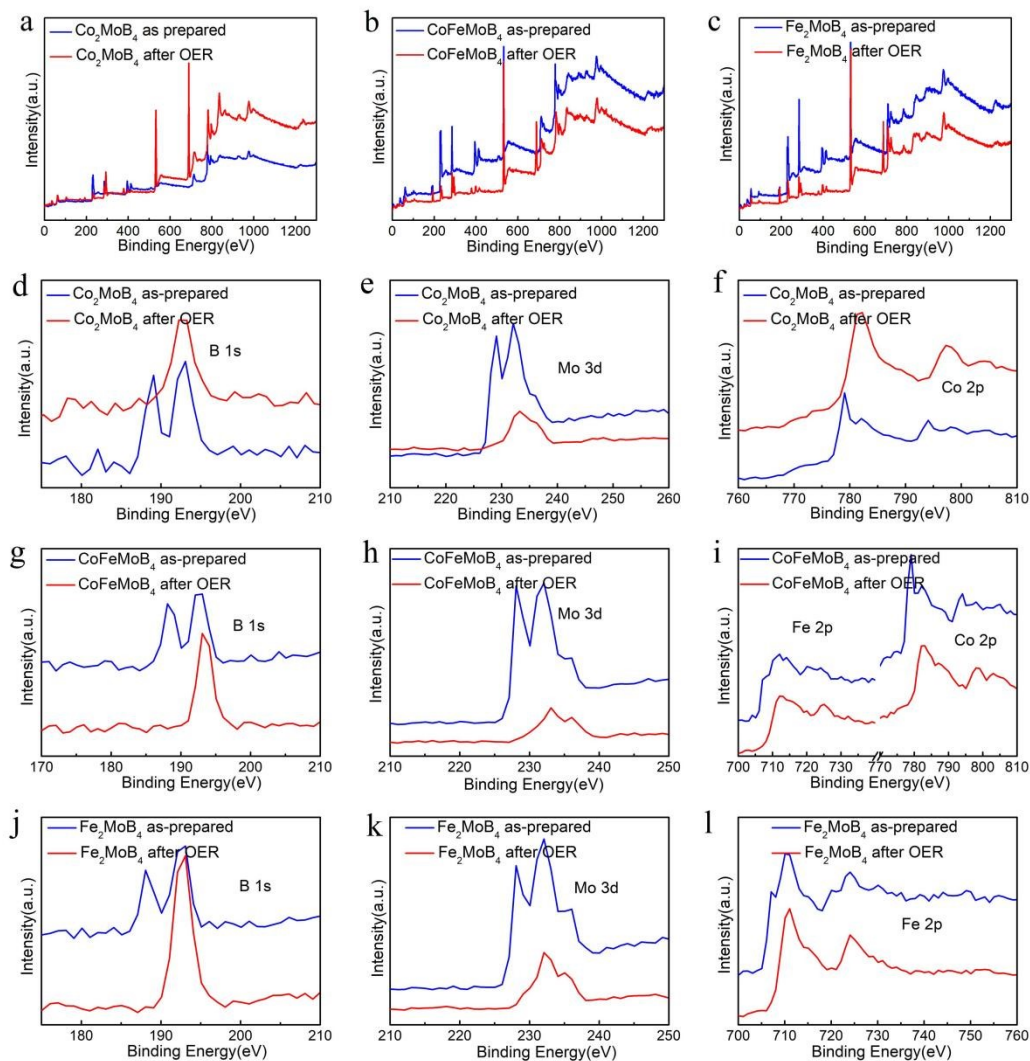 a
Co₂MoB₄ as prepared
Co₂MoB₄ after OER
Intensity(a.u.)
0 200 400 600 800 1000 1200
Binding Energy(eV)
b
CoFeMoB₄ as-prepared
CoFeMoB₄ after OER
Intensity(a.u.)
0 200 400 600 800 1000 1200
Binding Energy(eV)
c
Fe₂MoB₄ as-prepared
Fe₂MoB₄ after OER
Intensity(a.u.)
0 200 400 600 800 1000 1200
Binding Energy(eV)
d
Co₂MoB₄ as-prepared
Co₂MoB₄ after OER
B 1s
Intensity(a.u.)
180 190 200 210
Binding Energy(eV)
e
Co₂MoB₄ as-prepared
Co₂MoB₄ after OER
Mo 3d
Intensity(a.u.)
210 220 230 240 250 260
Binding Energy(eV)
f
Co₂MoB₄ as-prepared
Co₂MoB₄ after OER
Co 2p
Intensity(a.u.)
760 770 780 790 800 810
Binding Energy(eV)
g
CoFeMoB₄ as-prepared
CoFeMoB₄ after OER
B 1s
Intensity(a.u.)
170 180 190 200 210
Binding Energy(eV)
h
CoFeMoB₄ as-prepared
CoFeMoB₄ after OER
Mo 3d
Intensity(a.u.)
210 220 230 240 250
Binding Energy(eV)
i
CoFeMoB₄ as-prepared
CoFeMoB₄ after OER
Fe 2p
Co 2p
Intensity(a.u.)
700 710 720 730 770 780 790 800 810
Binding Energy(eV)
j
Fe₂MoB₄ as-prepared
Fe₂MoB₄ after OER
B 1s
Intensity(a.u.)
180 190 200 210
Binding Energy(eV)
k
Fe₂MoB₄ as-prepared
Fe₂MoB₄ after OER
Mo 3d
Intensity(a.u.)
210 220 230 240 250
Binding Energy(eV)
l
Fe₂MoB₄ as-prepared
Fe₂MoB₄ after OER
Fe 2p
Intensity(a.u.)
700 710 720 730 740 750 760
Binding Energy(eV)